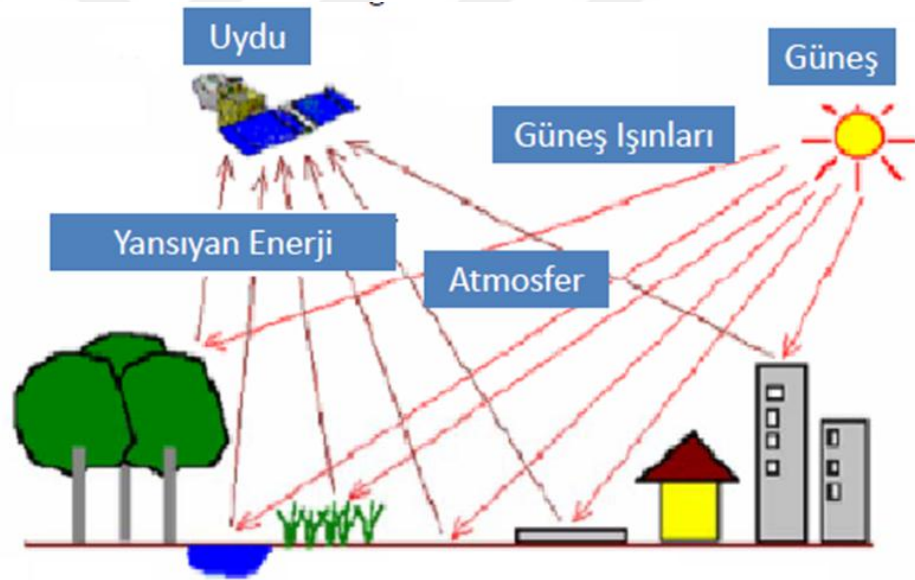 Uydu
Güneş
Güneş Işınları
Yansıyan Enerji
Atmosfer